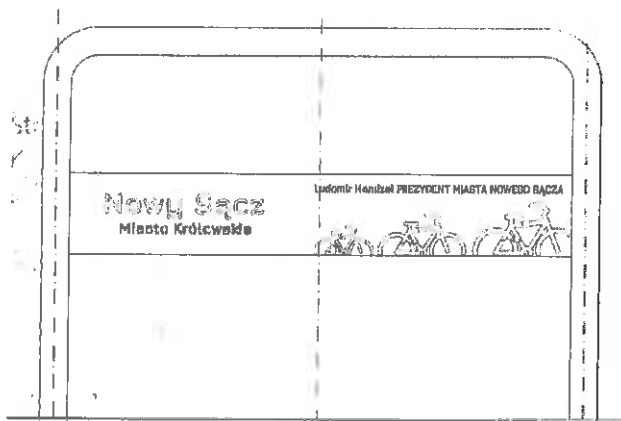 Nowy Sącz
Miasto Królewskie
Ludomir Handzel PREZYDENT MIASTA NOWEGO SĄCZA